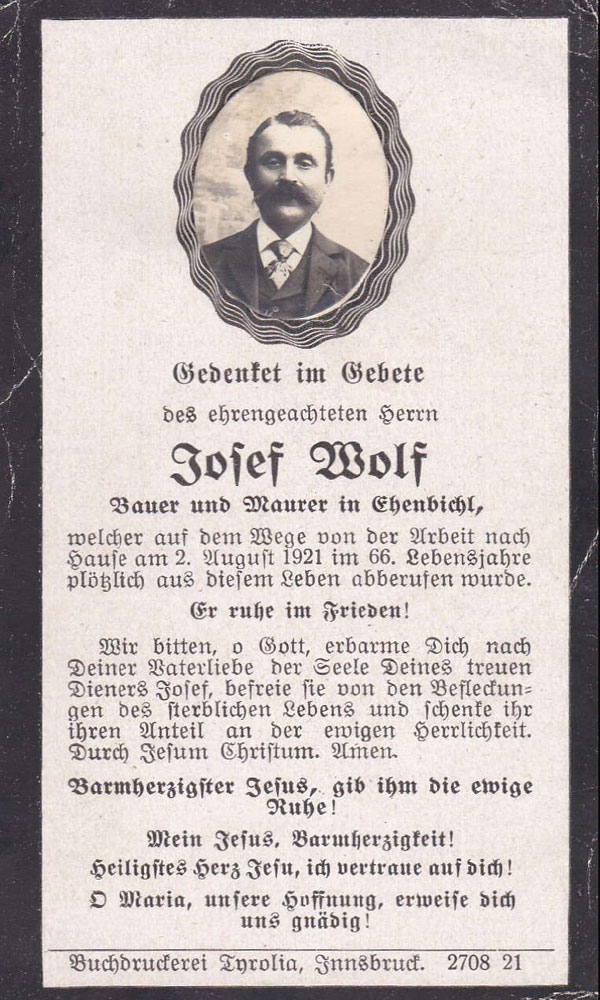 Gedenket im Gebete
des ehrengeachteten Herrn
Josef Wolf
Bauer und Maurer in Ehenbichl,
welcher auf dem Wege von der Arbeit nach
Hause am 2. August 1921 im 66. Lebensjahre
plötzlich aus diesem Leben abberufen wurde.
Er ruhe im Frieden!
Wir bitten, o Gott, erbarme Dich nach
Deiner Vaterliebe der Seele Deines treuen
Dieners Josef, befreie sie von den Befleckun-
gen des sterblichen Lebens und schenke ihr
ihren Anteil an der ewigen Herrlichkeit.
Durch Jesum Christum. Amen.
Barmherzigster Jesus, gib ihm die ewige
Ruhe!
Mein Jesus, Barmherzigkeit!
Heiligstes Herz Jesu, ich vertraue auf dich!
O Maria, unsere Hoffnung, erweise dich
uns gnädig!
Buchdruckerei Tyrolia, Innsbruck. 2708 21